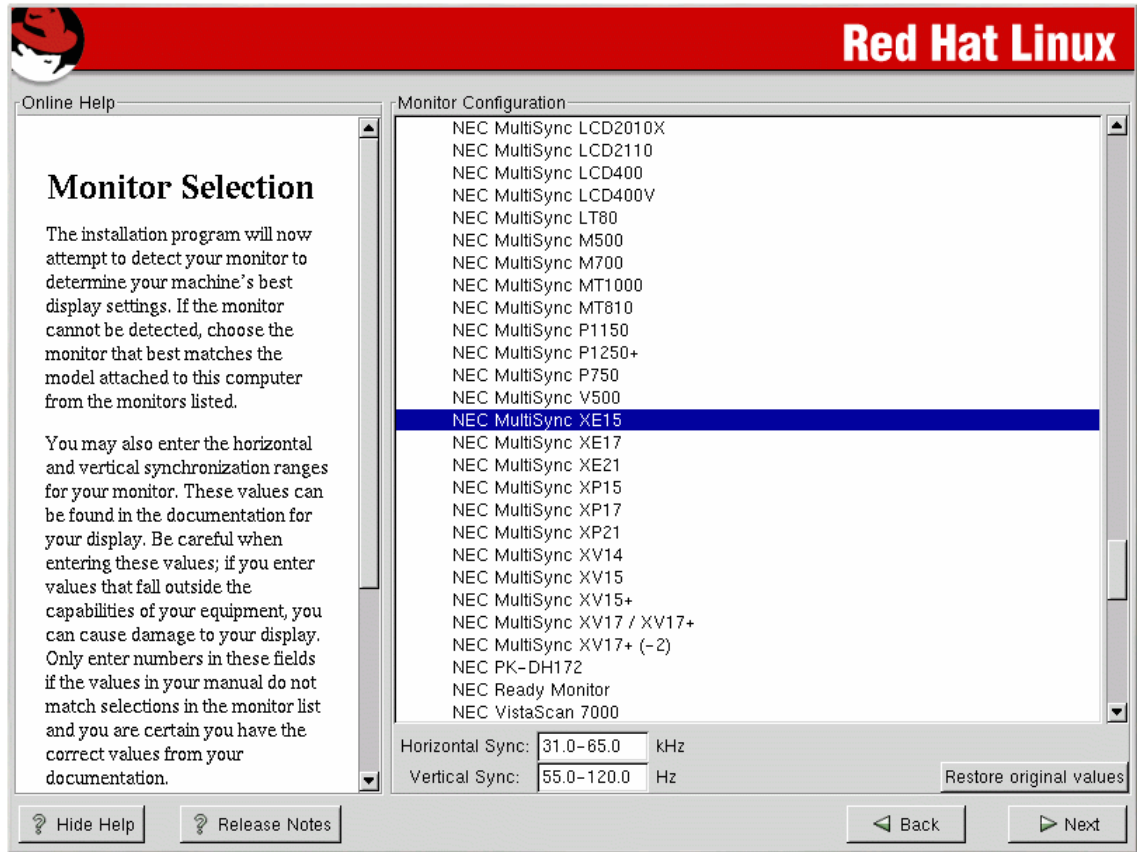 Red Hat Linux
Online Help
Monitor Selection
The installation program will now
attempt to detect your monitor to
determine your machine's best
display settings. If the monitor
cannot be detected, choose the
monitor that best matches the
model attached to this computer
from the monitors listed.
You may also enter the horizontal
and vertical synchronization ranges
for your monitor. These values can
be found in the documentation for
your display. Be careful when
entering these values; if you enter
values that fall outside the
capabilities of your equipment, you
can cause damage to your display.
Only enter numbers in these fields
if the values in your manual do not
match selections in the monitor list
and you are certain you have the
correct values from your
documentation.
Monitor Configuration
NEC MultiSync LCD2010X
NEC MultiSync LCD2110
NEC MultiSync LCD400
NEC MultiSync LCD400V
NEC MultiSync LT80
NEC MultiSync M500
NEC MultiSync M700
NEC MultiSync MT1000
NEC MultiSync MT810
NEC MultiSync P1150
NEC MultiSync P1250+
NEC MultiSync P750
NEC MultiSync V500
NEC MultiSync XE15
NEC MultiSync XE17
NEC MultiSync XE21
NEC MultiSync XP15
NEC MultiSync XP17
NEC MultiSync XP21
NEC MultiSync XV14
NEC MultiSync XV15
NEC MultiSync XV15+
NEC MultiSync XV17 / XV17+
NEC MultiSync XV17+ (-2)
NEC PK-DH172
NEC Ready Monitor
NEC VistaScan 7000
Horizontal Sync: 31.0-65.0 kHz
Vertical Sync: 55.0-120.0 Hz
Restore original values
? Hide Help
? Release Notes
Back
Next